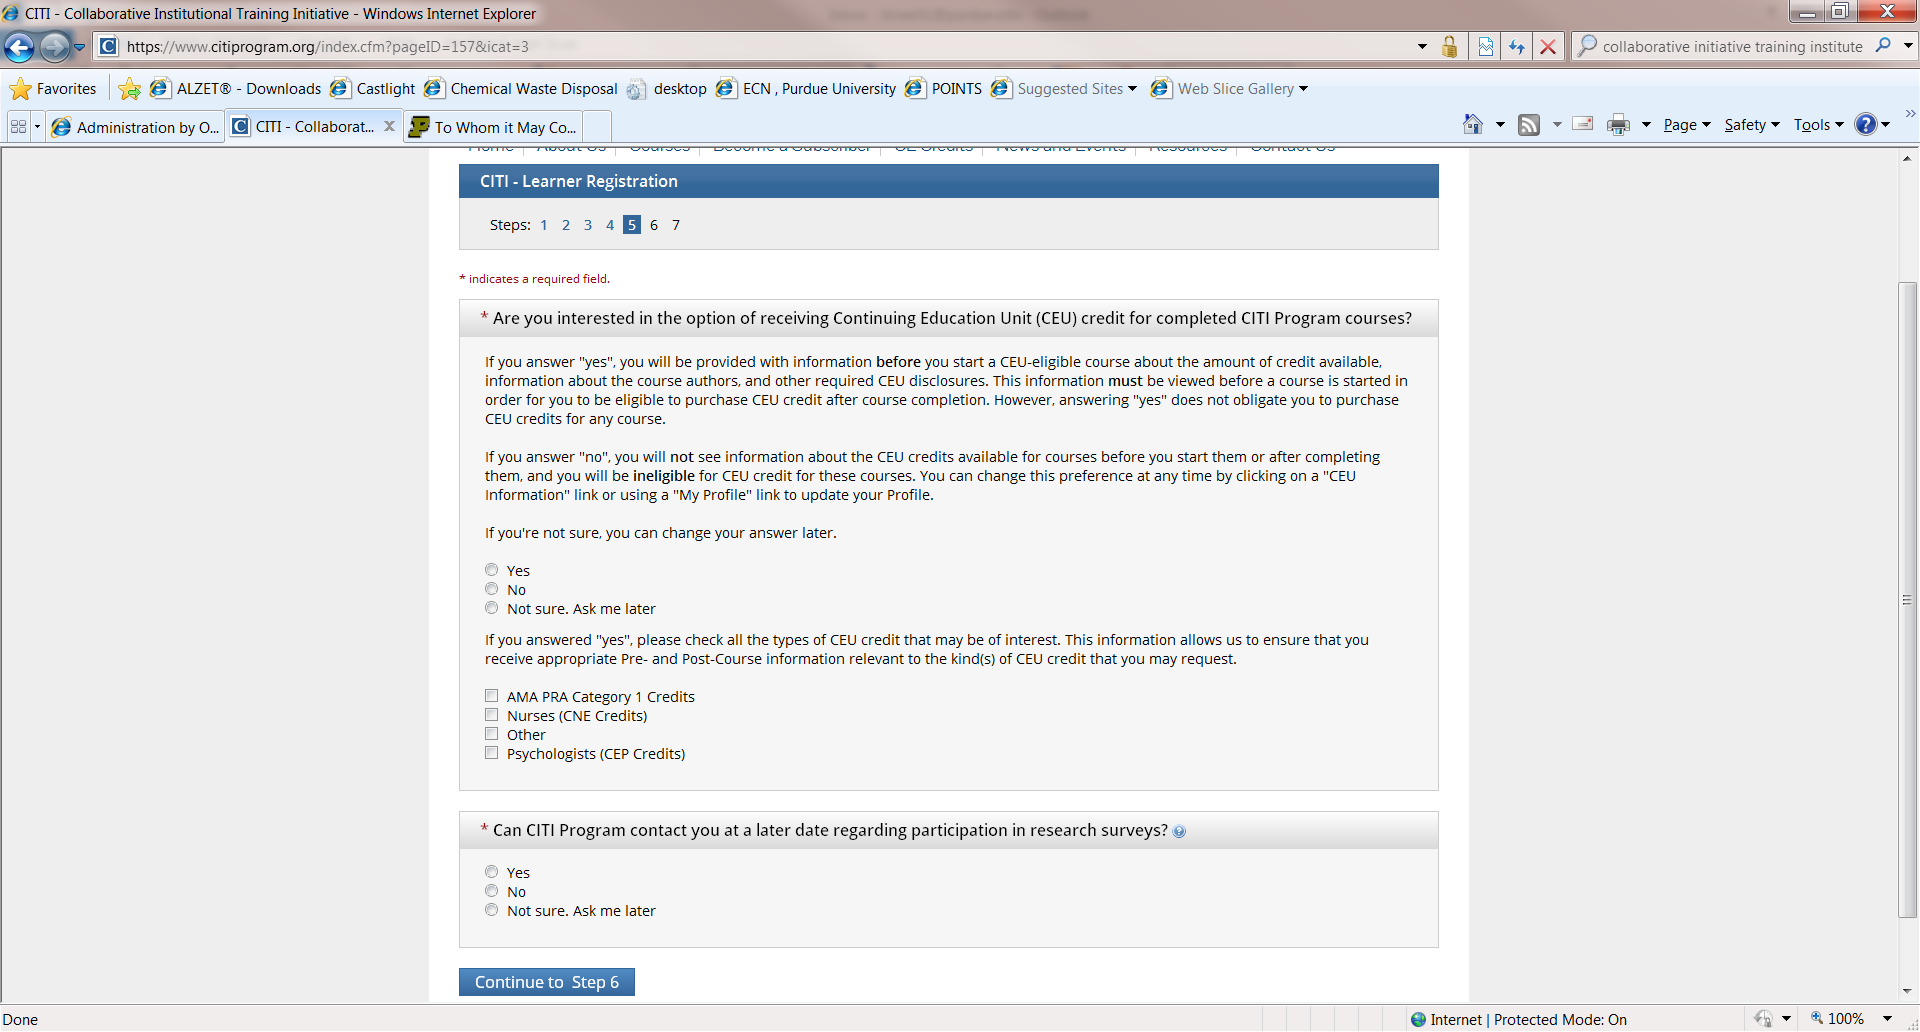 CITI - Collaborative Institutional Training Initiative - Windows Internet Explorer
https://www.citiprogram.org/index.cfm?pageID=157&icat=3
collaborative initiative training institute
Favorites
ALZET® - Downloads
Castlight
Chemical Waste Disposal
desktop
ECN , Purdue University
POINTS
Suggested Sites
Web Slice Gallery
Administration by O...
CITI - Collaborat...
To Whom it May Co...
Page
Safety
Tools
Home
About Us
Courses
Become a Subscriber
CE Credits
News and Events
Resources
Contact Us
CITI - Learner Registration
Steps: 1 2 3 4 5 6 7
* indicates a required field.
* Are you interested in the option of receiving Continuing Education Unit (CEU) credit for completed CITI Program courses?
If you answer "yes", you will be provided with information before you start a CEU-eligible course about the amount of credit available,
information about the course authors, and other required CEU disclosures. This information must be viewed before a course is started in
order for you to be eligible to purchase CEU credit after course completion. However, answering "yes" does not obligate you to purchase
CEU credits for any course.
If you answer "no", you will not see information about the CEU credits available for courses before you start them or after completing
them, and you will be ineligible for CEU credit for these courses. You can change this preference at any time by clicking on a "CEU
Information" link or using a "My Profile" link to update your Profile.
If you're not sure, you can change your answer later.
Yes
No
Not sure. Ask me later
If you answered "yes", please check all the types of CEU credit that may be of interest. This information allows us to ensure that you
receive appropriate Pre- and Post-Course information relevant to the kind(s) of CEU credit that you may request.
AMA PRA Category 1 Credits
Nurses (CNE Credits)
Other
Psychologists (CEP Credits)
* Can CITI Program contact you at a later date regarding participation in research surveys?
Yes
No
Not sure. Ask me later
Continue to Step 6
Done
Internet | Protected Mode: On
100%